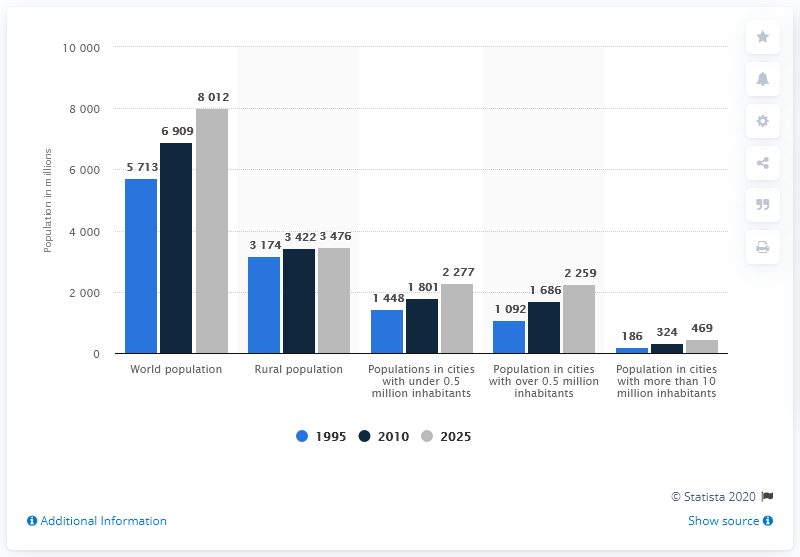 10 000
8 000
6 000
4 000
2 000
0
Population in millions
5 713
6 909
8 012
3 174
3 422
3 476
1 448
1 801
2 277
1 092
1 686
2 259
186
324
469
World population
Rural population
Populations in cities
with under 0.5
million inhabitants
Population in cities
with over 0.5 million
inhabitants
Population in cities
with more than 10
million inhabitants
1995
2010
2025
© Statista 2020
Additional Information
Show source